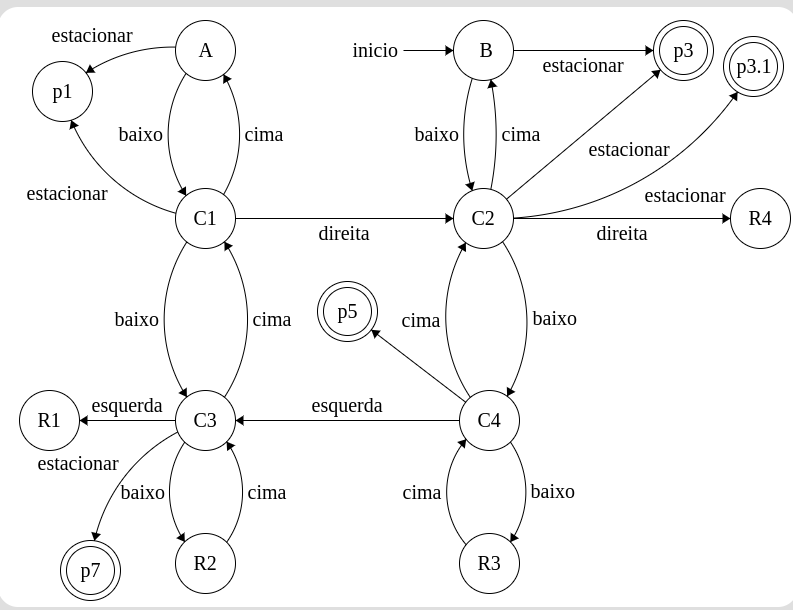 estacionar
A
inicio
B
p3
p3.1
estacionar
p1
baixo
cima
baixo
cima
estacionar
estacionar
estacionar
C1
direita
C2
direita
R4
baixo
cima
p5
cima
baixo
R1
esquerda
C3
esquerda
C4
estacionar
baixo
cima
cima
baixo
p7
R2
R3